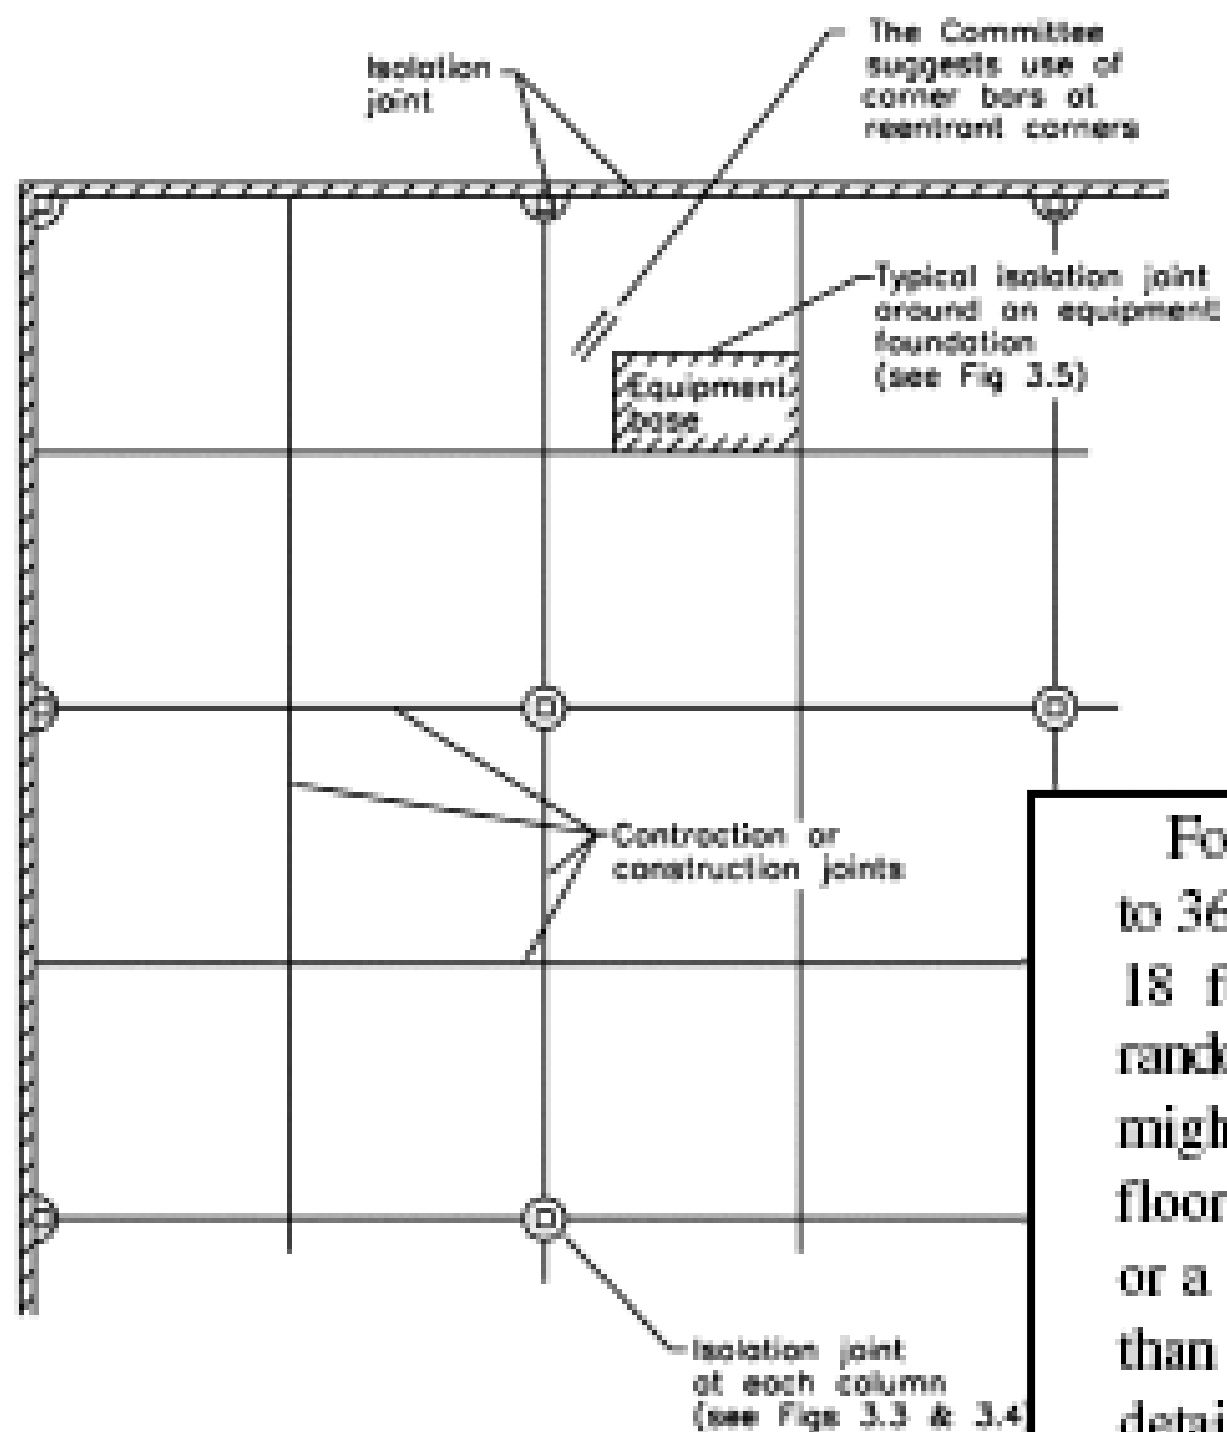 Isolation
joint
The Committee
suggests use of
corner bars at
reentrant corners
Typical isolation joint
around an equipment
foundation
(see Fig 3.5)
Equipment
base
Contraction or
construction joints
Isolation joint
at each column
(see Figs 3.3 & 3.4
Fo
to 36
18 f
rando
migh
floor
or a
than
detai